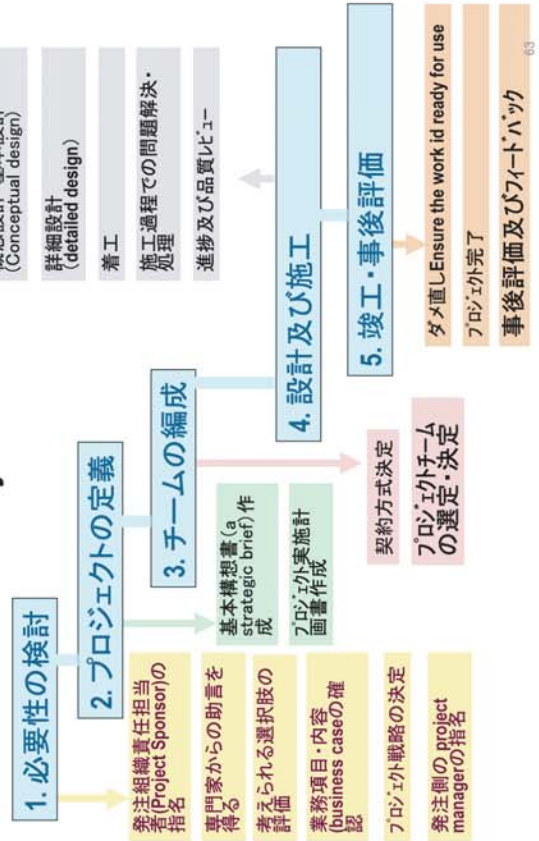 1. 必要性の検討
発注組織責任担当
者(Project Sponsor)の
指名
専門家からの助言を
得る
考えられる選択肢の
評価
業務項目・内容
(business caseの確
認
プロジェクト戦略の決定
発注側の project
managerの指名
2. プロジェクトの定義
基本構想書(a
strategic brief)作
成
プロジェクト実施計
画書作成
3. チームの編成
契約方式決定
プロジェクトチーム
の選定・決定
4. 設計及び施工
(Conceptual design)
詳細設計
(detailed design)
着工
施工過程での問題解決・
処理
進捗及び品質レビュー
5. 竣工・事後評価
ダメ直しEnsure the work id ready for use
プロジェクト完了
事後評価及びフィードバック
63